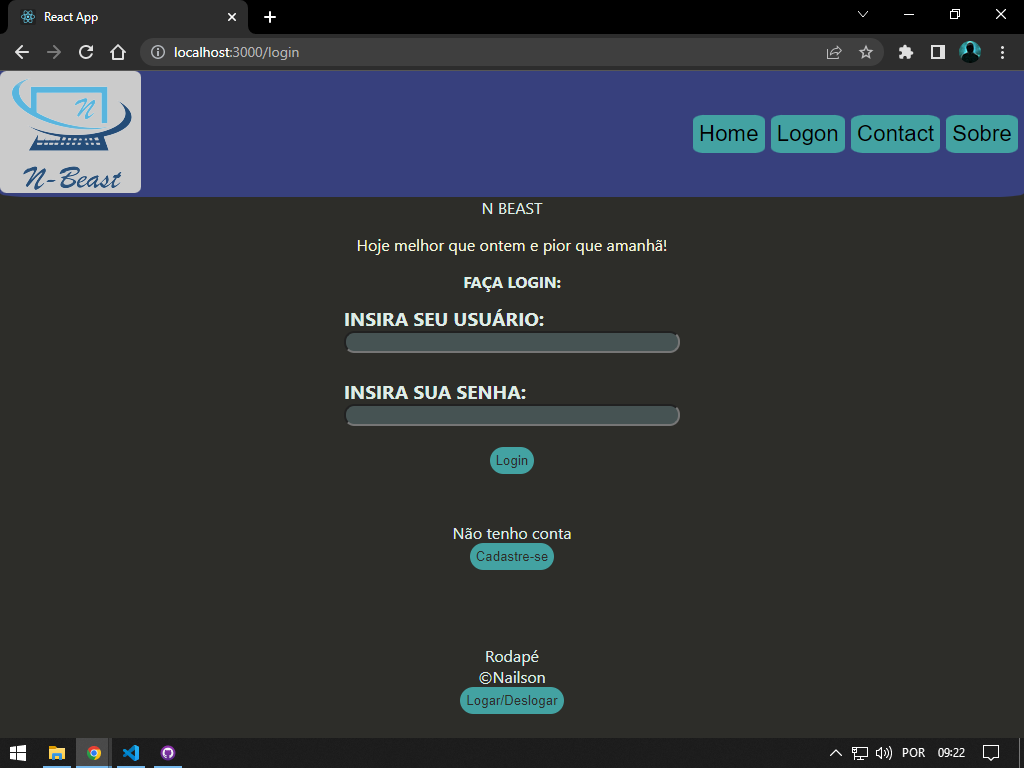 React App
localhost:3000/login
N
N-Beast
Home Logon Contact Sobre
N BEAST
Hoje melhor que ontem e pior que amanhã!
FAÇA LOGIN:
INSIRA SEU USUÁRIO:
INSIRA SUA SENHA:
Login
Não tenho conta
Cadastre-se
Rodapé
©Nailson
Logar/Deslogar
POR 09:22